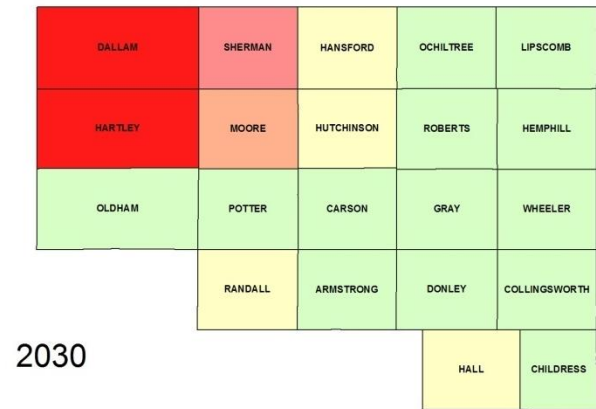 DALLAM SHERMAN HANSFORD OCHILTREE LIPSCOMB
HARTLEY MOORE HUTCHINSON ROBERTS HEMPHILL
OLDHAM POTTER CARSON GRAY WHEELER
RANDALL ARMSTRONG DONLEY COLLINGSWORTH
2030
HALL CHILDRESS